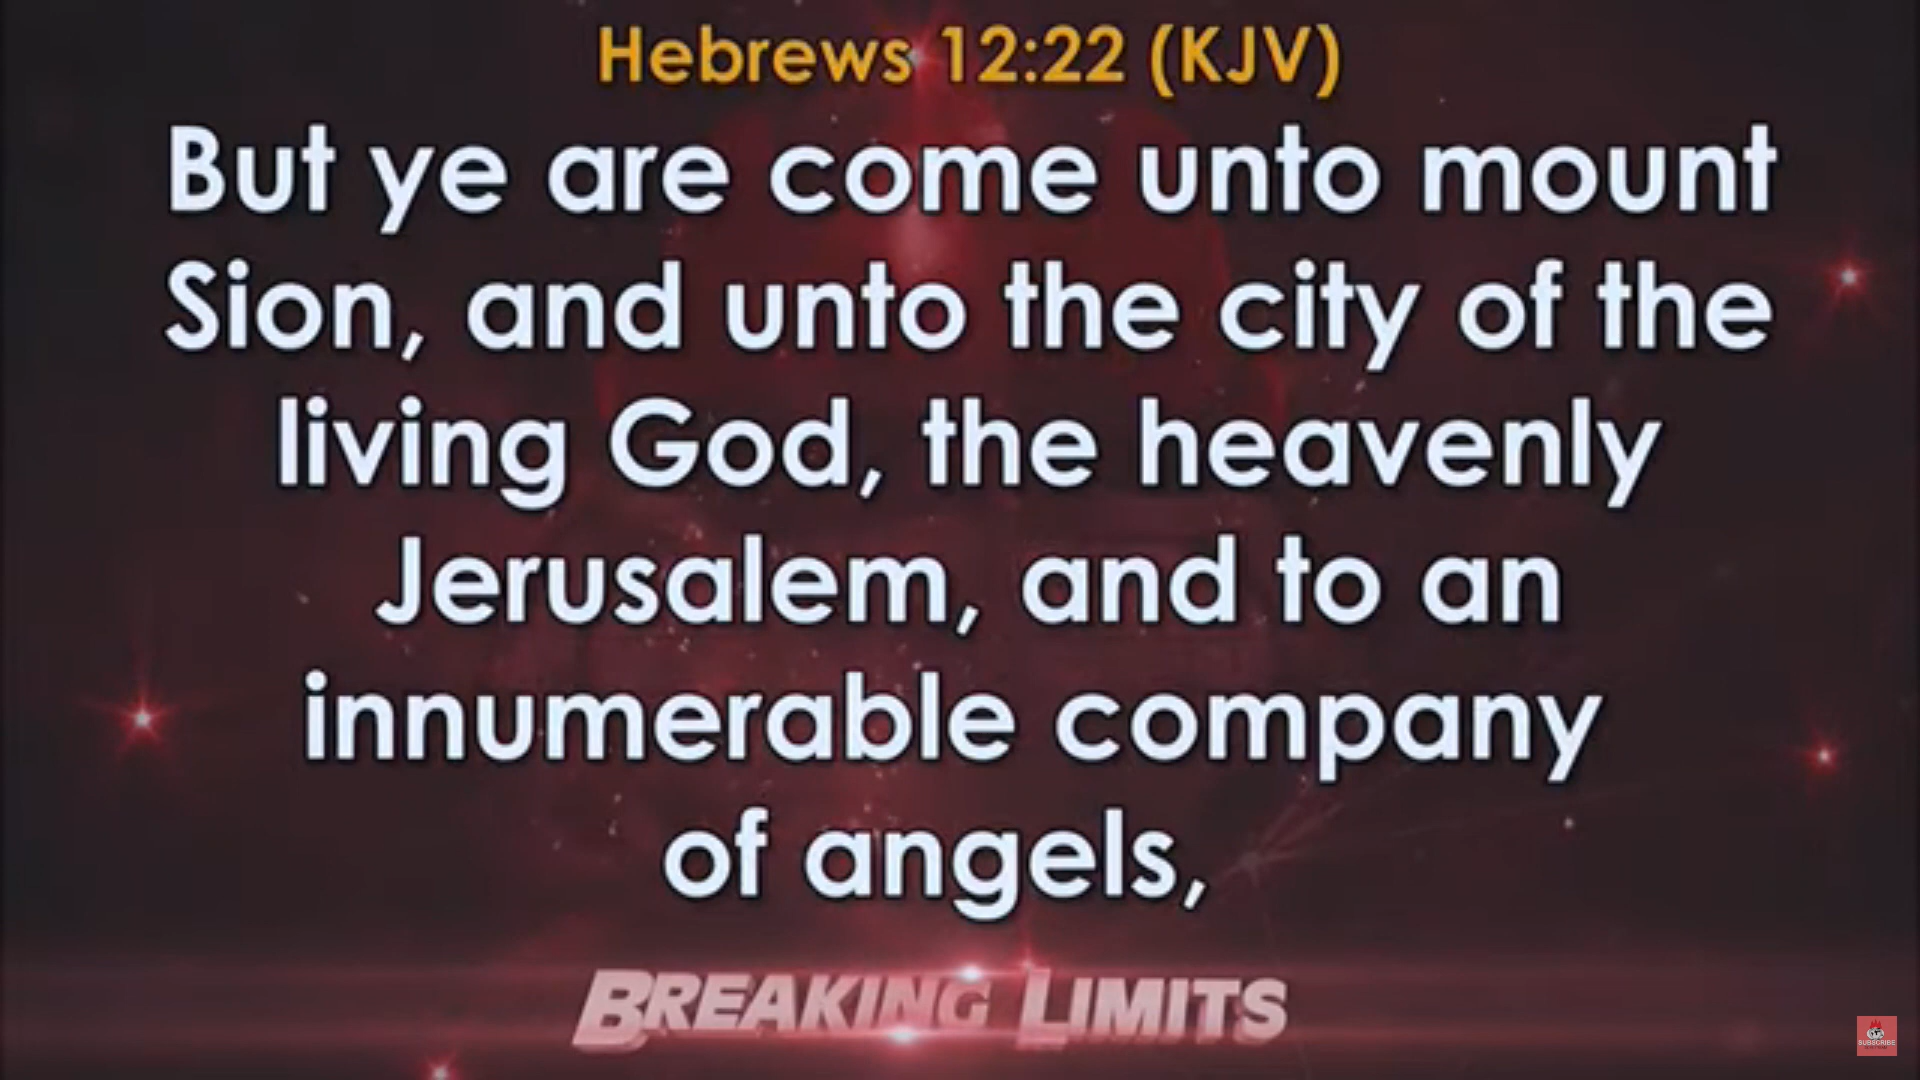 Hebrews 12:22 (KJV)
But ye are come unto mount
Sion, and unto the city of the
living God, the heavenly
Jerusalem, and to an
innumerable company
of angels,
BREAKING LIMITS
SUBSCRIBE